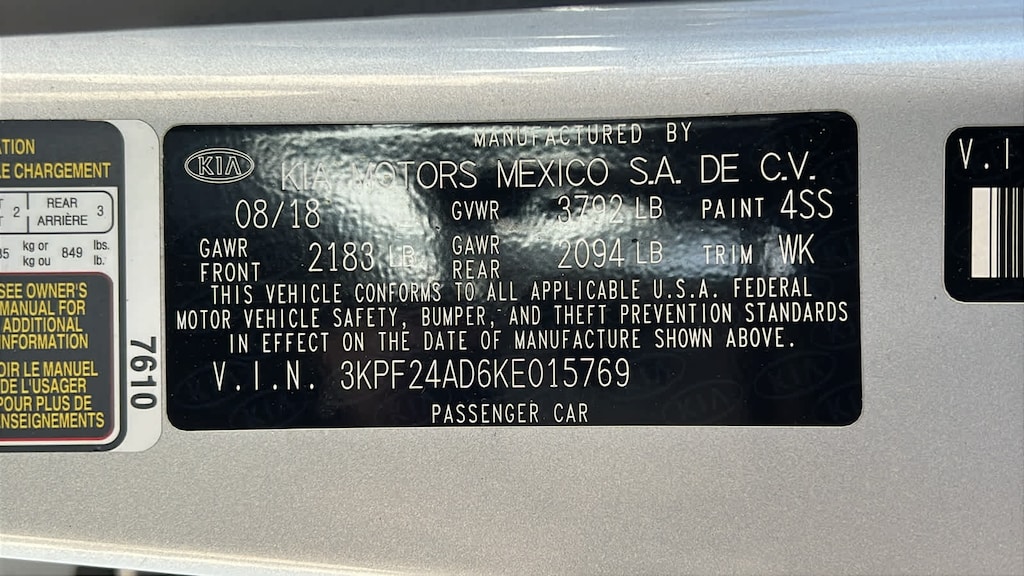 ATION
LE CHARGEMENT
2 REAR 3
ARRIÈRE
kg or 849 lbs.
kg ou lb.
SEE OWNER'S
MANUAL FOR
ADDITIONAL
INFORMATION
OIR LE MANUEL
DE L'USAGER
POUR PLUS DE
ENSEIGNEMENTS
7610
MANUFACTURED BY
KIA KIA MOTORS MEXICO S.A. DE C.V.
08/18 GVWR 3792 LB PAINT 4SS
GAWR FRONT 2183 LB GAWR REAR 2094 LB TRIM WK
THIS VEHICLE CONFORMS TO ALL APPLICABLE U.S.A. FEDERAL
MOTOR VEHICLE SAFETY, BUMPER, AND THEFT PREVENTION STANDARDS
IN EFFECT ON THE DATE OF MANUFACTURE SHOWN ABOVE.
V.I.N. 3KPF24AD6KE015769
PASSENGER CAR
V.I